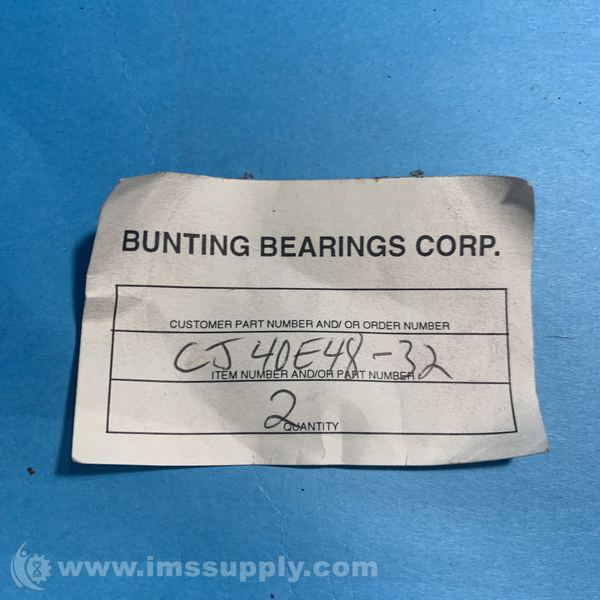 BUNTING BEARINGS CORP.
CUSTOMER PART NUMBER AND/ OR ORDER NUMBER
CJ 40E48-32
ITEM NUMBER AND/OR PART NUMBER
2
QUANTITY
www.imssupply.com